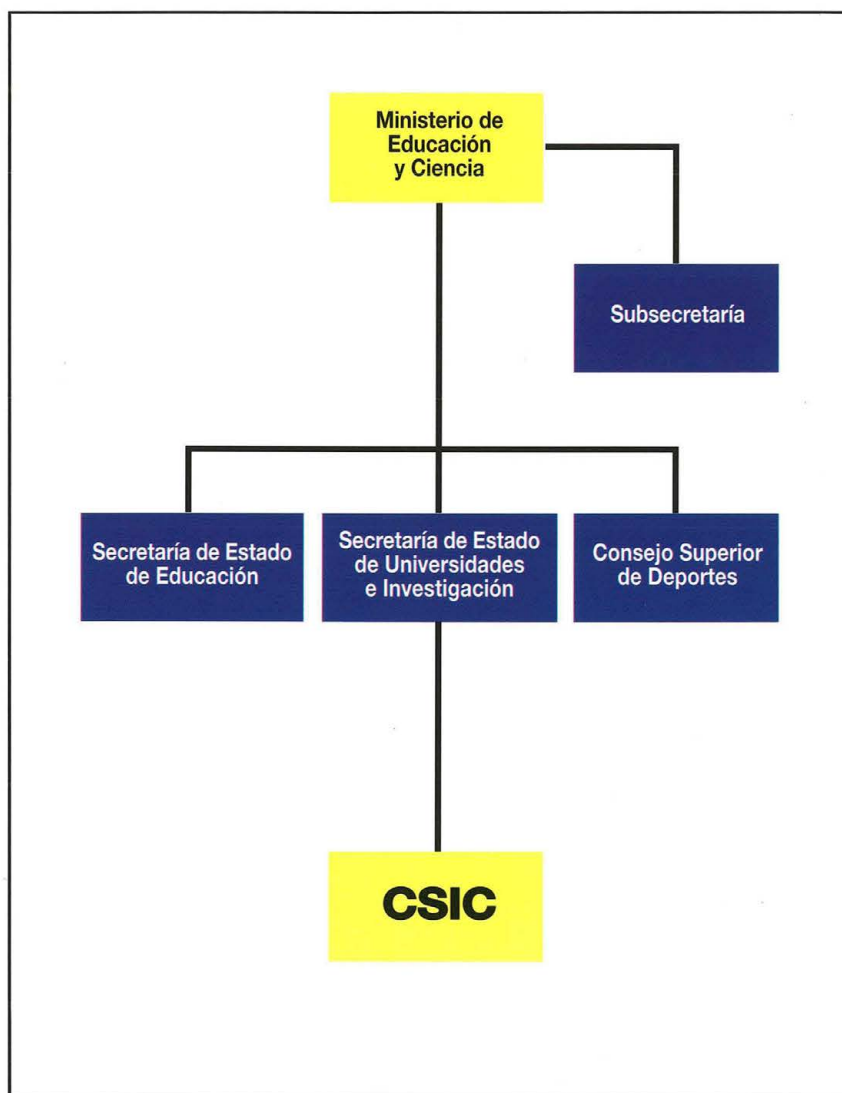 Ministerio de
Educación
y Ciencia
Subsecretaría
Secretaría de Estado
de Educación
Secretaría de Estado
de Universidades
e Investigación
Consejo Superior
de Deportes
CSIC